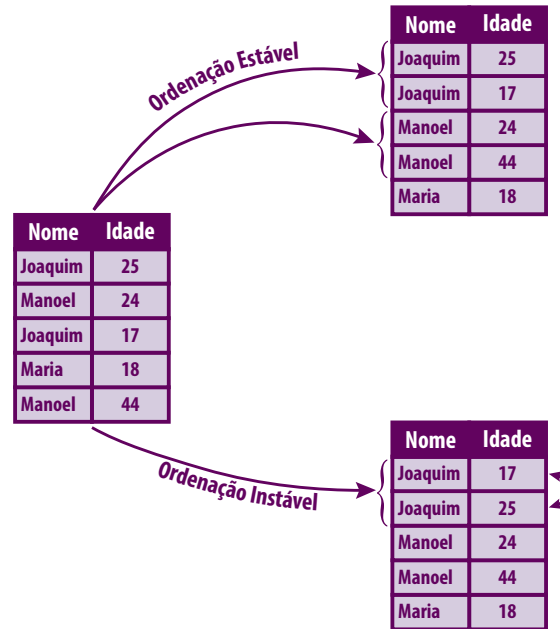 Nome Idade
Joaquim 25
Joaquim 17
Manoel 24
Manoel 44
Maria 18
Ordenação Estável
Nome Idade
Joaquim 25
Manoel 24
Joaquim 17
Maria 18
Manoel 44
Ordenação Instável
Nome Idade
Joaquim 17
Joaquim 25
Manoel 24
Manoel 44
Maria 18